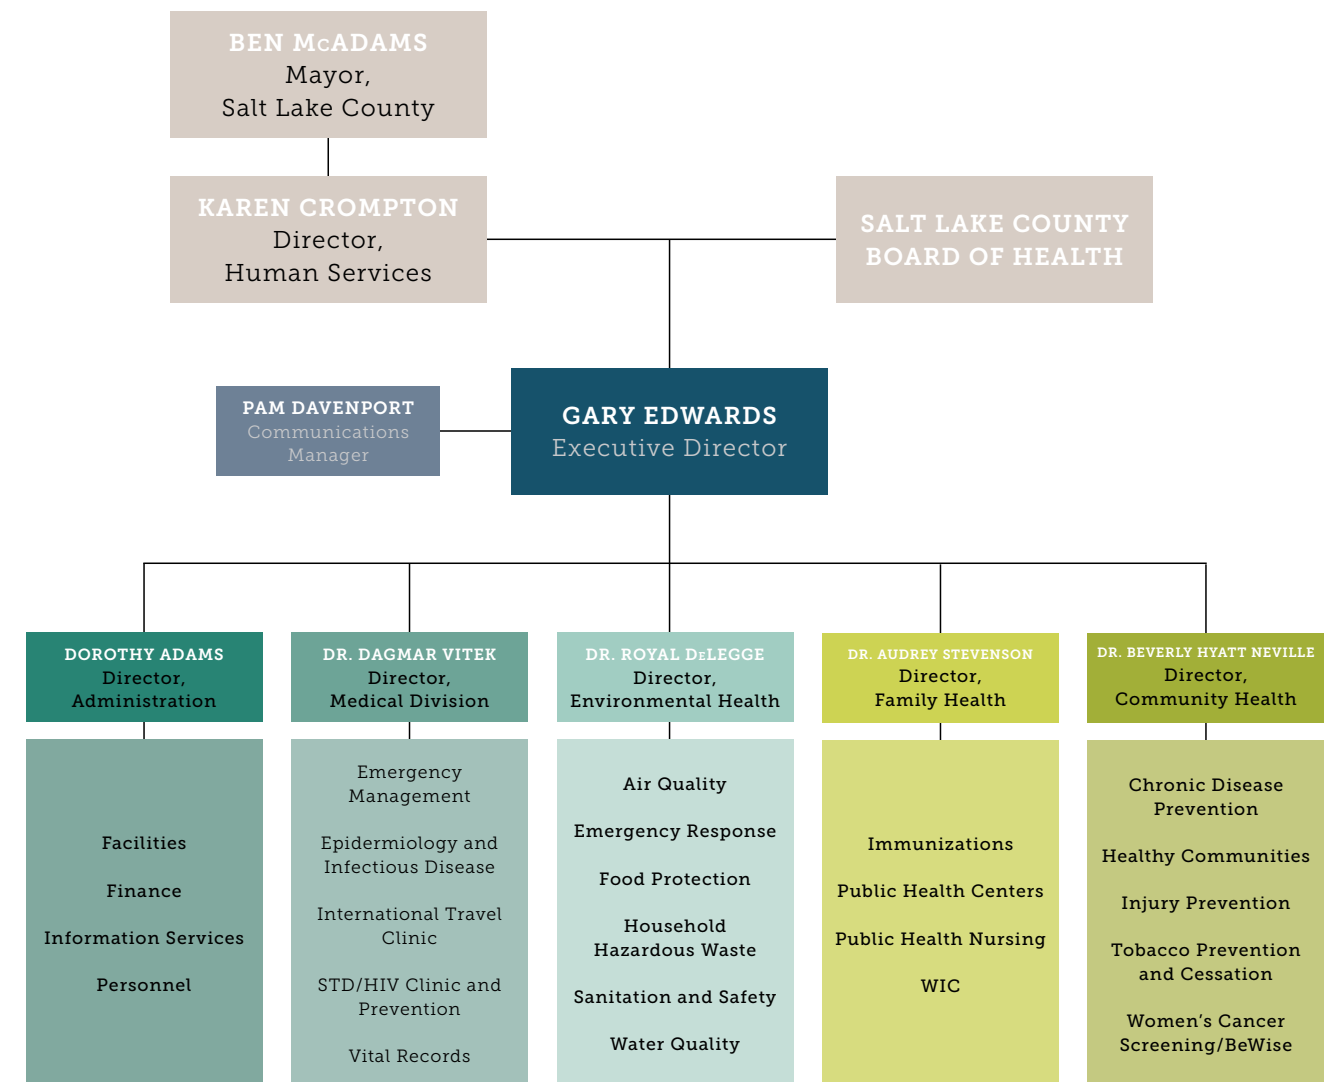 BEN McADAMS
Mayor,
Salt Lake County
KAREN CROMPTON
Director,
Human Services
SALT LAKE COUNTY
BOARD OF HEALTH
PAM DAVENPORT
Communications
Manager
GARY EDWARDS
Executive Director
DOROTHY ADAMS
Director,
Administration
DR. DAGMAR VITEK
Director,
Medical Division
DR. ROYAL DeLEGGE
Director,
Environmental Health
DR. AUDREY STEVENSON
Director,
Family Health
DR. BEVERLY HYATT NEVILLE
Director,
Community Health
Facilities
Finance
Information Services
Personnel
Emergency
Management
Epidemiology and
Infectious Disease
International Travel
Clinic
STD/HIV Clinic and
Prevention
Vital Records
Air Quality
Emergency Response
Food Protection
Household
Hazardous Waste
Sanitation and Safety
Water Quality
Immunizations
Public Health Centers
Public Health Nursing
WIC
Chronic Disease
Prevention
Healthy Communities
Injury Prevention
Tobacco Prevention
and Cessation
Women's Cancer
Screening/BeWise